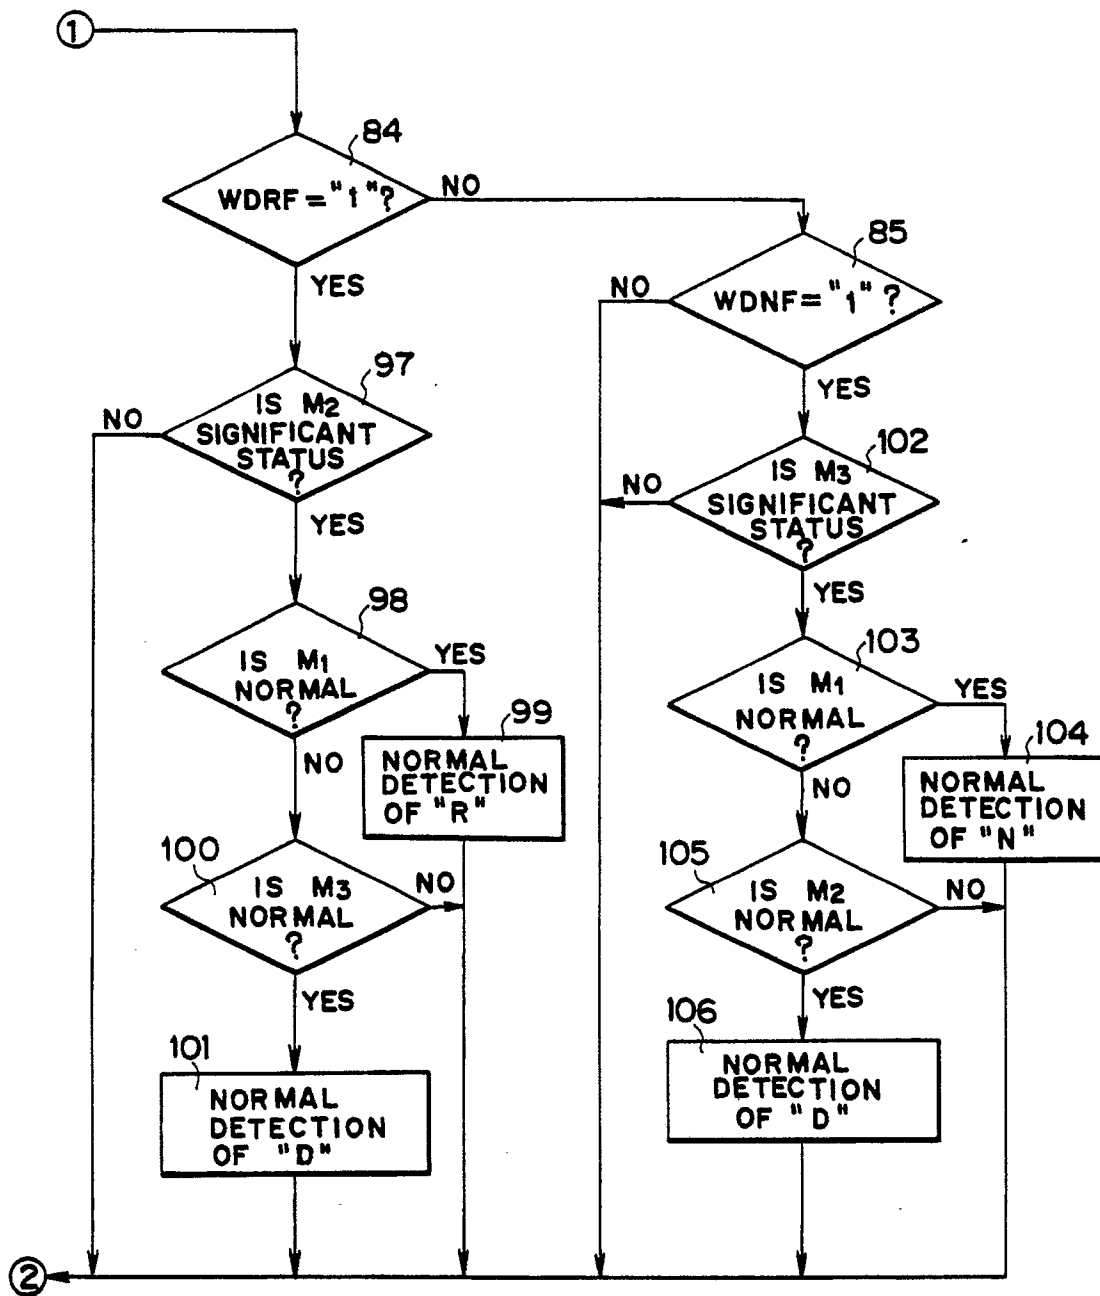 ①
84
WDRF="1"?
NO
YES
85
WDNF="1"?
NO
YES
97
IS M2
SIGNIFICANT
STATUS
?
NO
YES
102
IS M3
SIGNIFICANT
STATUS
?
NO
YES
98
IS M1
NORMAL
?
YES
NO
99
NORMAL
DETECTION
OF "R"
103
IS M1
NORMAL
?
YES
NO
104
NORMAL
DETECTION
OF "N"
100
IS M3
NORMAL
?
NO
YES
105
IS M2
NORMAL
?
NO
YES
101
NORMAL
DETECTION
OF "D"
106
NORMAL
DETECTION
OF "D"
②